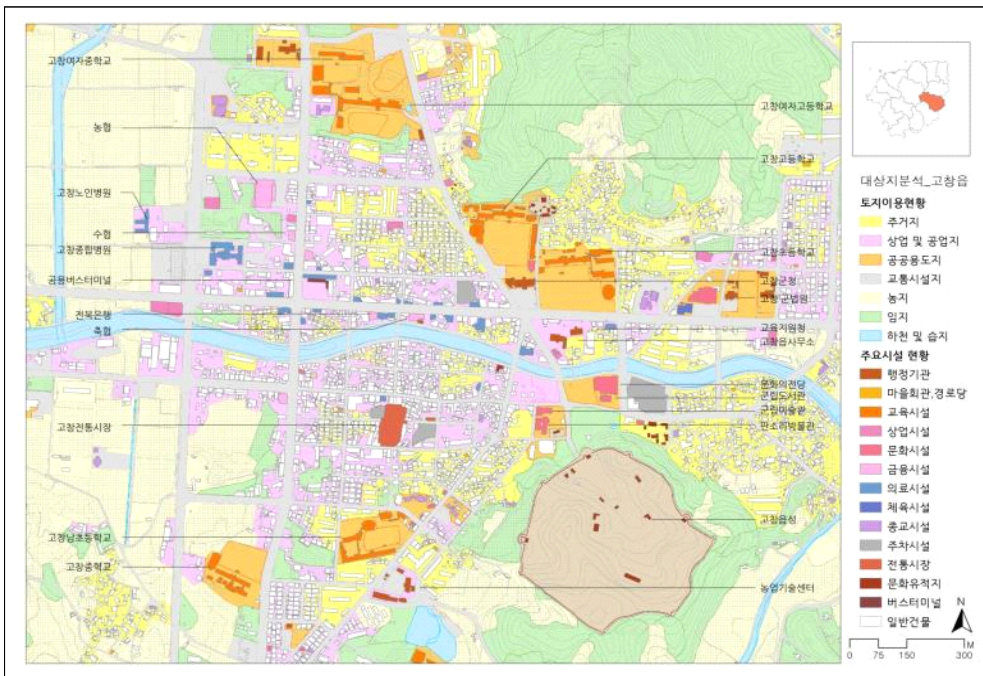 고창여자중학교
농협
고창노인병원
수협
고창종합병원
공용버스터미널
전북은행
축협
고창전통시장
고창남초등학교
고창중학교
고창여자고등학교
고창고등학교
고창초등학교
고창군청
고창군법원
교육지원청
고창읍사무소
문화의전당
군립도서관
군립미술관
판소리박물관
고창읍성
농업기술센터
대상지분석_고창읍
토지이용현황
주거지
상업 및 공업지
공공용도지
교통시설지
농지
임지
하천 및 습지
주요시설 현황
행정기관
마을회관,경로당
교육시설
상업시설
문화시설
금융시설
의료시설
체육시설
종교시설
주차시설
전통시장
문화유적지
버스터미널
일반건물
N
M
0 75 150 300